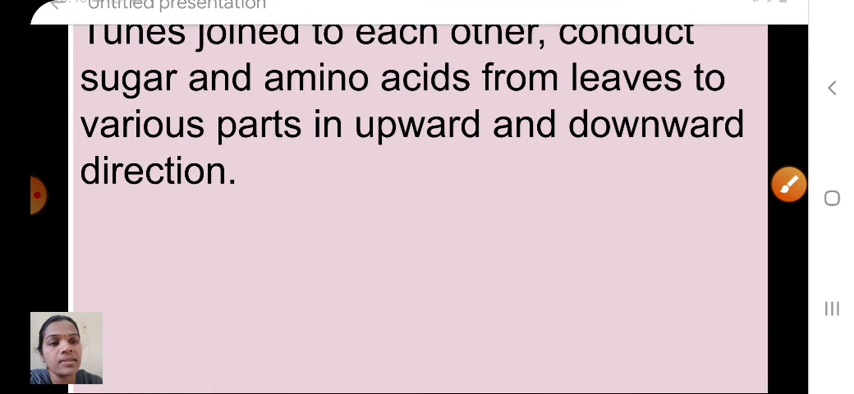 Untitled presentation
Tunes joined to each other, conduct
sugar and amino acids from leaves to
various parts in upward and downward
direction.